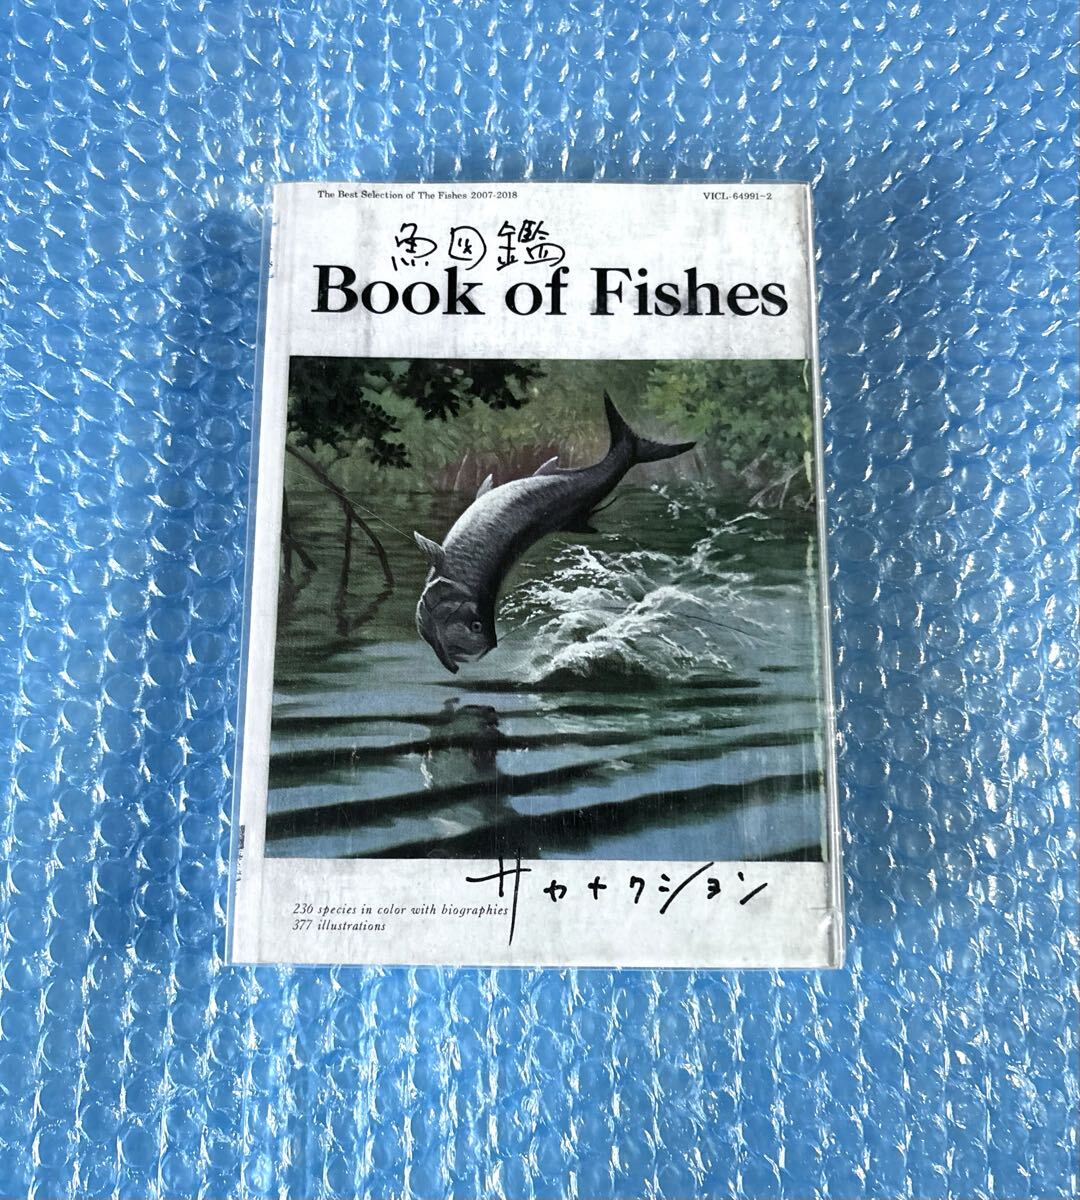 The Best Selection of The Fishes 2007-2018
VICL-64991~2
魚図鑑
Book of Fishes
サカナクション
236 species in color with biographies
377 illustrations